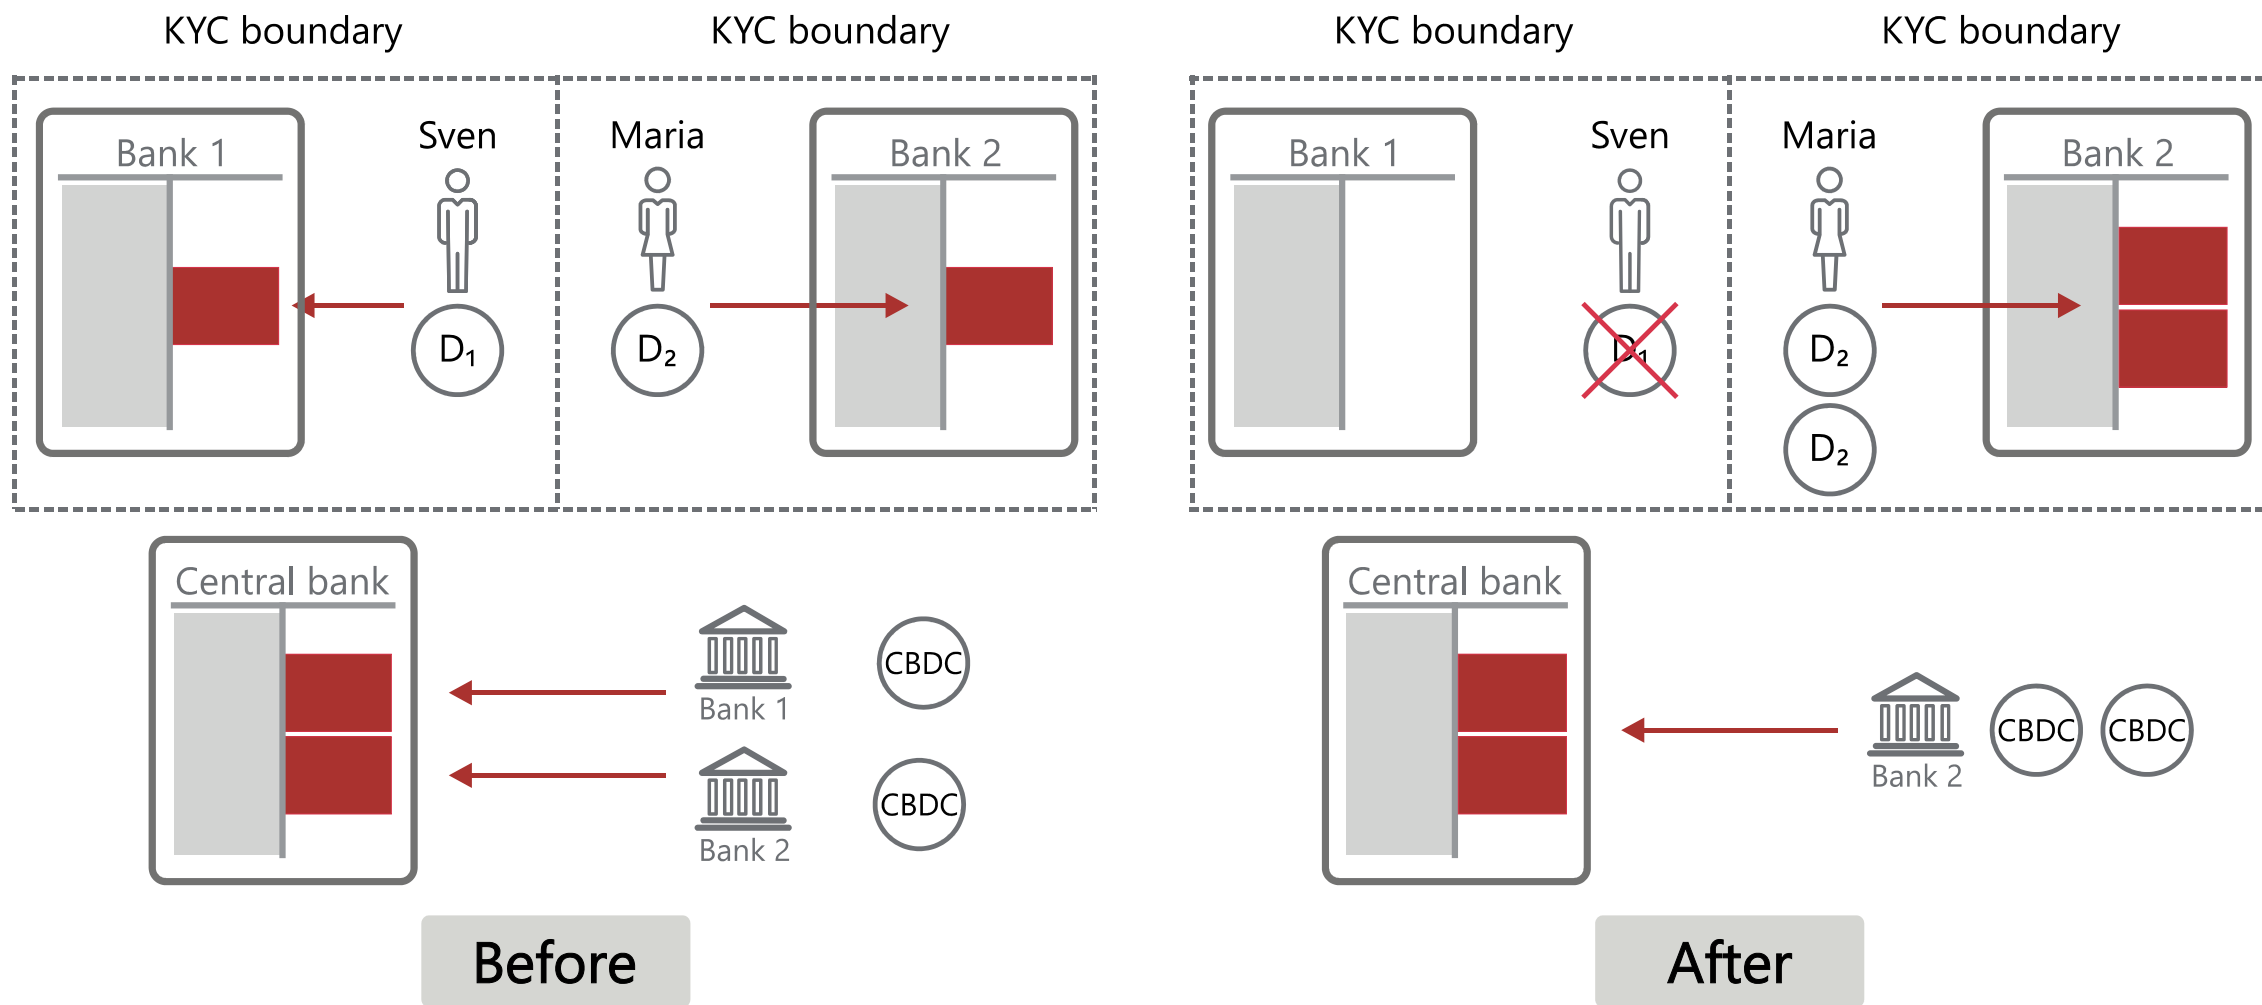 KYC boundary
KYC boundary
Bank 1
Sven
D₁
Maria
D₂
Bank 2
Central bank
CBDC
Bank 1
CBDC
Bank 2
Before
KYC boundary
KYC boundary
Bank 1
Sven
D₁
Maria
D₂
D₂
Bank 2
Central bank
Bank 2
CBDC
CBDC
After